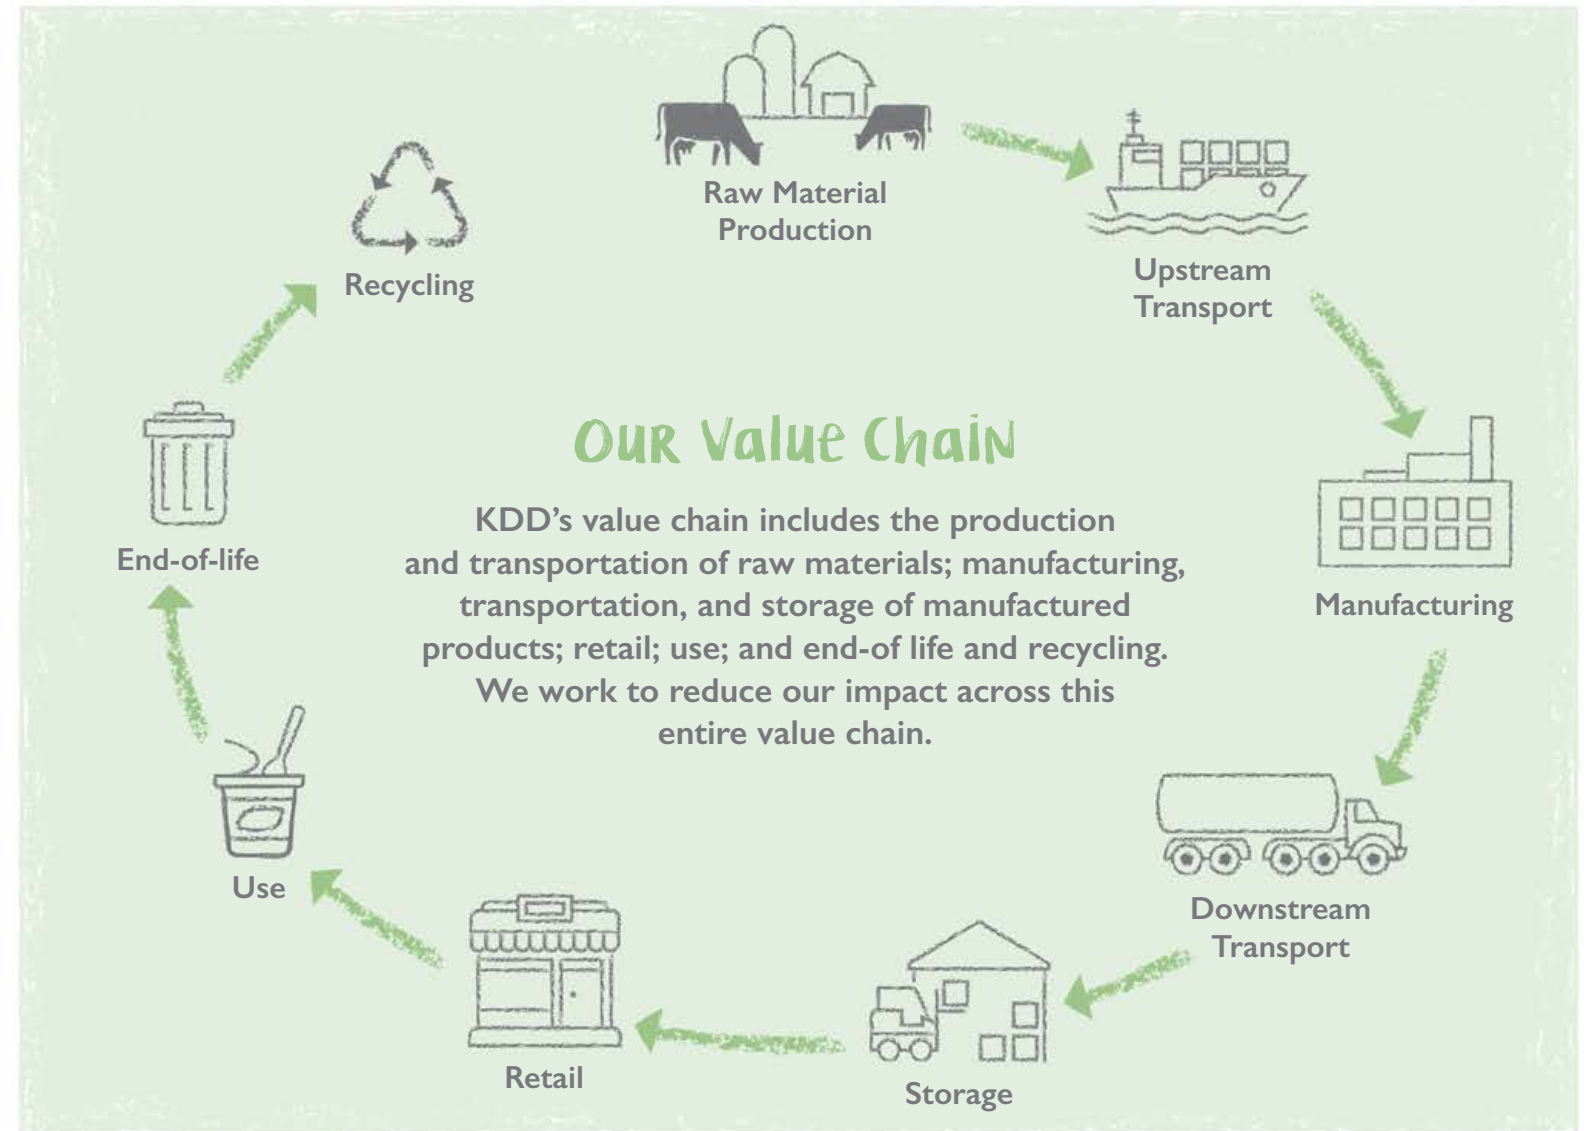 Raw Material
Production
Upstream
Transport
Recycling
OUR Value ChaiN
KDD's value chain includes the production
and transportation of raw materials; manufacturing,
transportation, and storage of manufactured
products; retail; use; and end-of life and recycling.
We work to reduce our impact across this
entire value chain.
End-of-life
Manufacturing
Use
Downstream
Transport
Retail
Storage